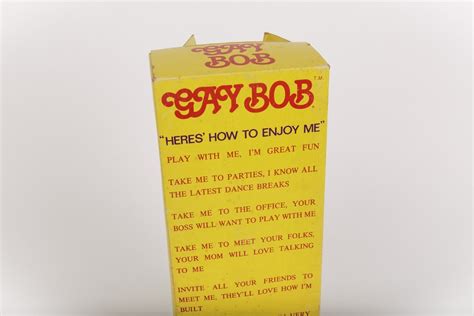 GAY
BOB
GAY BOB T.M.
"HERES' HOW TO ENJOY ME"
PLAY WITH ME, I'M GREAT FUN
TAKE ME TO PARTIES, I KNOW ALL
THE LATEST DANCE BREAKS
TAKE ME TO THE OFFICE, YOUR
BOSS WILL WANT TO PLAY WITH ME
TAKE ME TO MEET YOUR FOLKS,
YOUR MOM WILL LOVE TALKING
TO ME
INVITE ALL YOUR FRIENDS TO
MEET ME, THEY'LL LOVE HOW I'M
BUILT
VERY